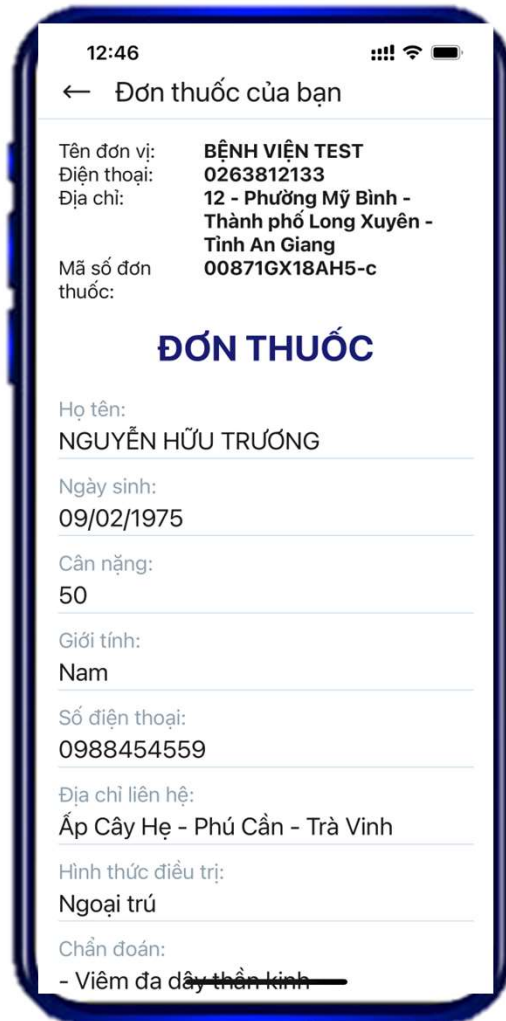 12:46
← Đơn thuốc của bạn
Tên đơn vị: BỆNH VIỆN TEST
Điện thoại: 0263812133
Địa chỉ: 12 - Phường Mỹ Bình -
Thành phố Long Xuyên -
Tỉnh An Giang
Mã số đơn 00871GX18AH5-c
thuốc:
ĐƠN THUỐC
Họ tên:
NGUYỄN HỮU TRƯƠNG
Ngày sinh:
09/02/1975
Cân nặng:
50
Giới tính:
Nam
Số điện thoại:
0988454559
Địa chỉ liên hệ:
Ấp Cây Hẹ - Phú Cần - Trà Vinh
Hình thức điều trị:
Ngoại trú
Chẩn đoán:
- Viêm đa dây thần kinh